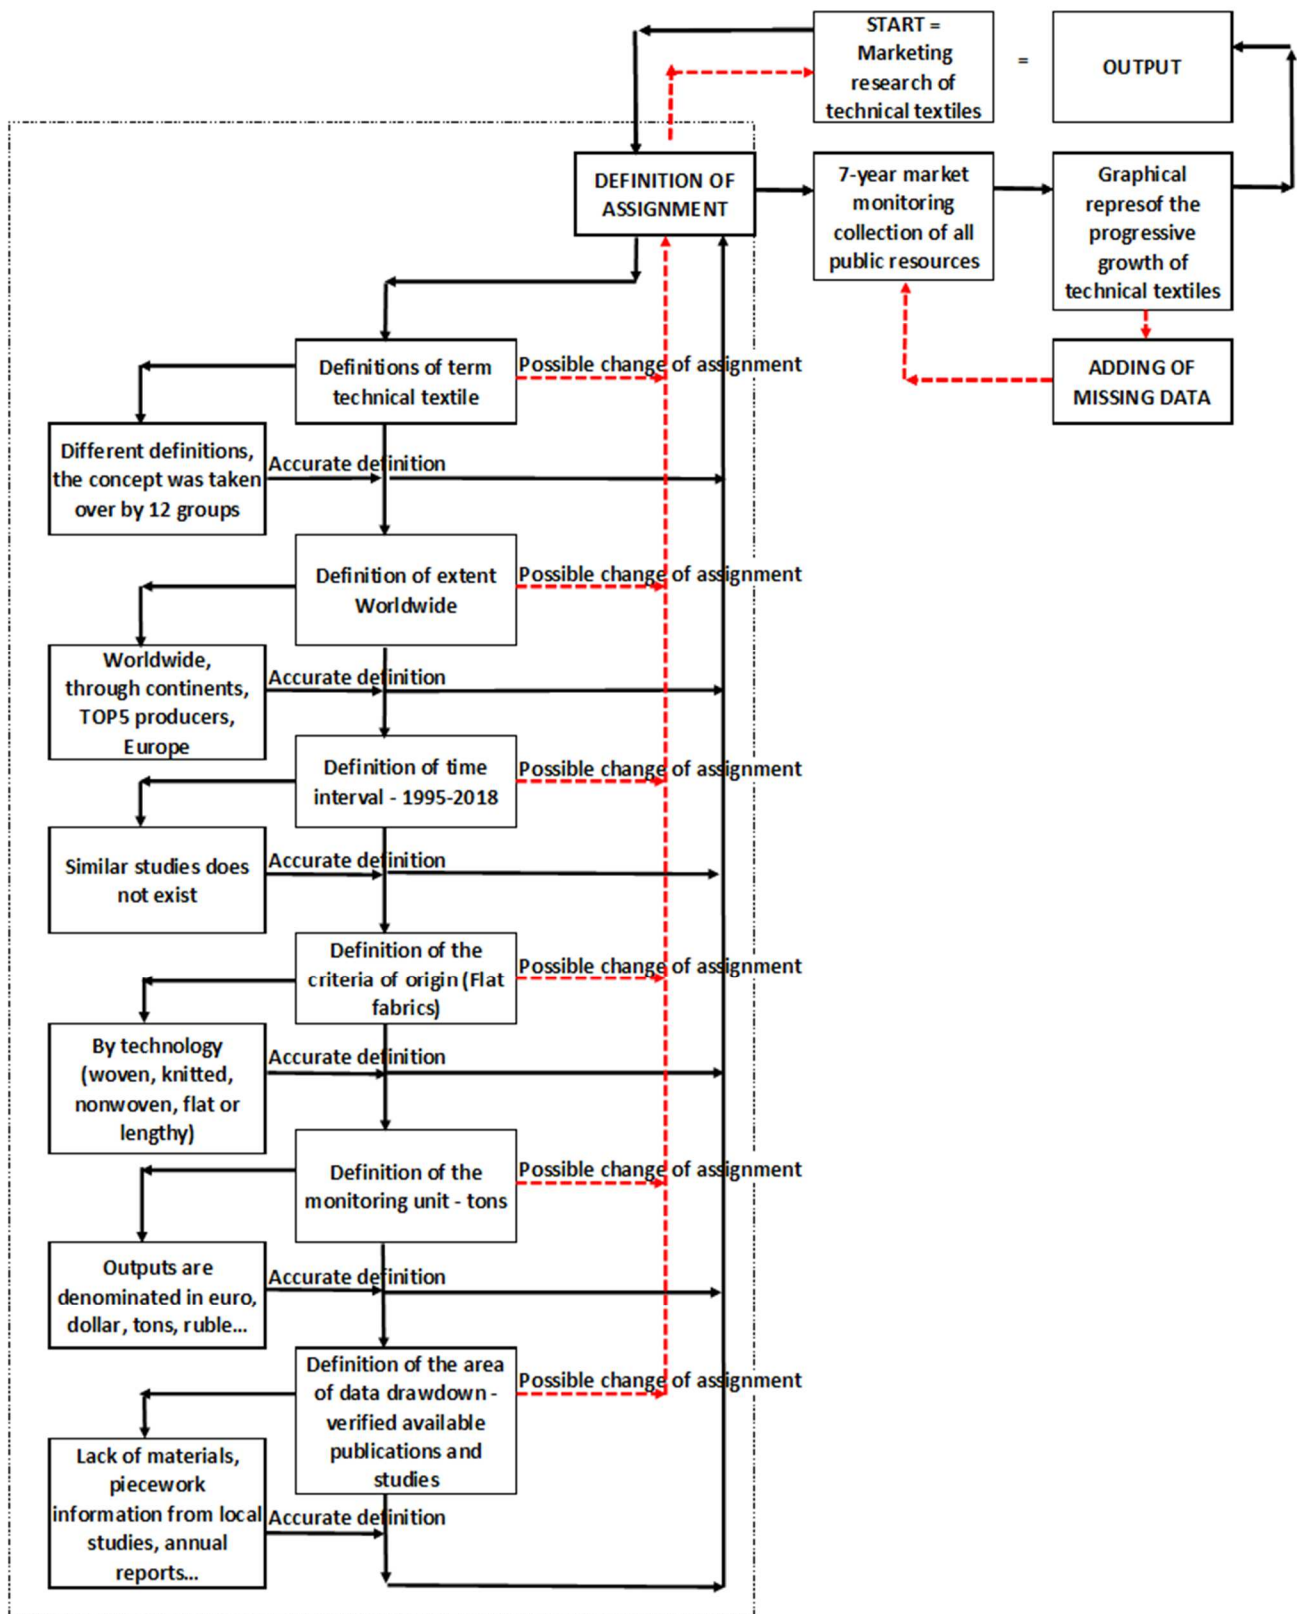 START =
Marketing
research of
technical textiles
=
OUTPUT
DEFINITION OF
ASSIGNMENT
7-year market
monitoring
collection of all
public resources
Graphical
represof the
progressive
growth of
technical textiles
ADDING OF
MISSING DATA
Definitions of term
technical textile
Possible change of assignment
Different definitions,
the concept was taken
over by 12 groups
Accurate definition
Definition of extent
Worldwide
Possible change of assignment
Worldwide,
through continents,
TOP5 producers,
Europe
Accurate definition
Definition of time
interval - 1995-2018
Possible change of assignment
Similar studies does
not exist
Accurate definition
Definition of the
criteria of origin (Flat
fabrics)
Possible change of assignment
By technology
(woven, knitted,
nonwoven, flat or
lengthy)
Accurate definition
Definition of the
monitoring unit - tons
Possible change of assignment
Outputs are
denominated in euro,
dollar, tons, ruble...
Accurate definition
Definition of the area
of data drawdown -
verified available
publications and
studies
Possible change of assignment
Lack of materials,
piecework
information from local
studies, annual
reports...
Accurate definition